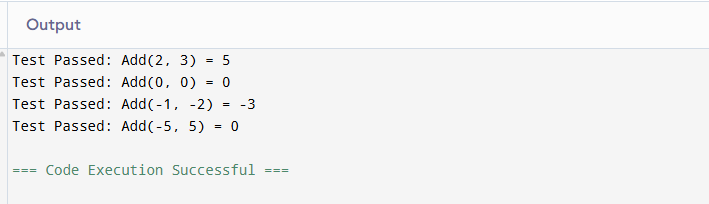 Output
Test Passed: Add(2, 3) = 5
Test Passed: Add(0, 0) = 0
Test Passed: Add(-1, -2) = -3
Test Passed: Add(-5, 5) = 0
=== Code Execution Successful ===